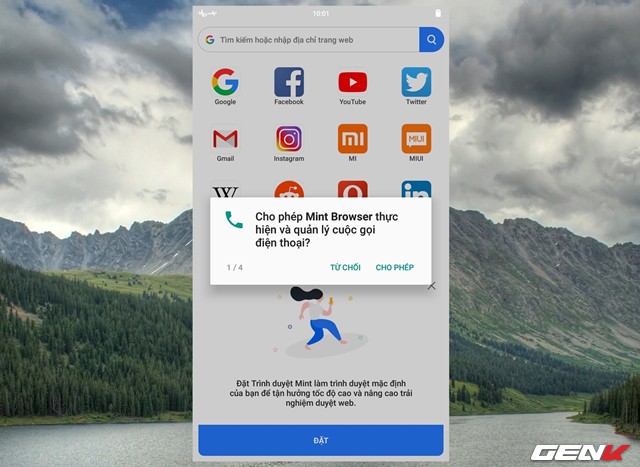 10:01
Tìm kiếm hoặc nhập địa chỉ trang web
Google
Facebook
YouTube
Twitter
Gmail
Instagram
MI
MIUI
Cho phép Mint Browser thực
hiện và quản lý cuộc gọi
điện thoại?
1 / 4
TỪ CHỐI
CHO PHÉP
Đặt Trình duyệt Mint làm trình duyệt mặc định
của bạn để tận hưởng tốc độ cao và nâng cao trải
nghiệm duyệt web.
ĐẶT
GENK